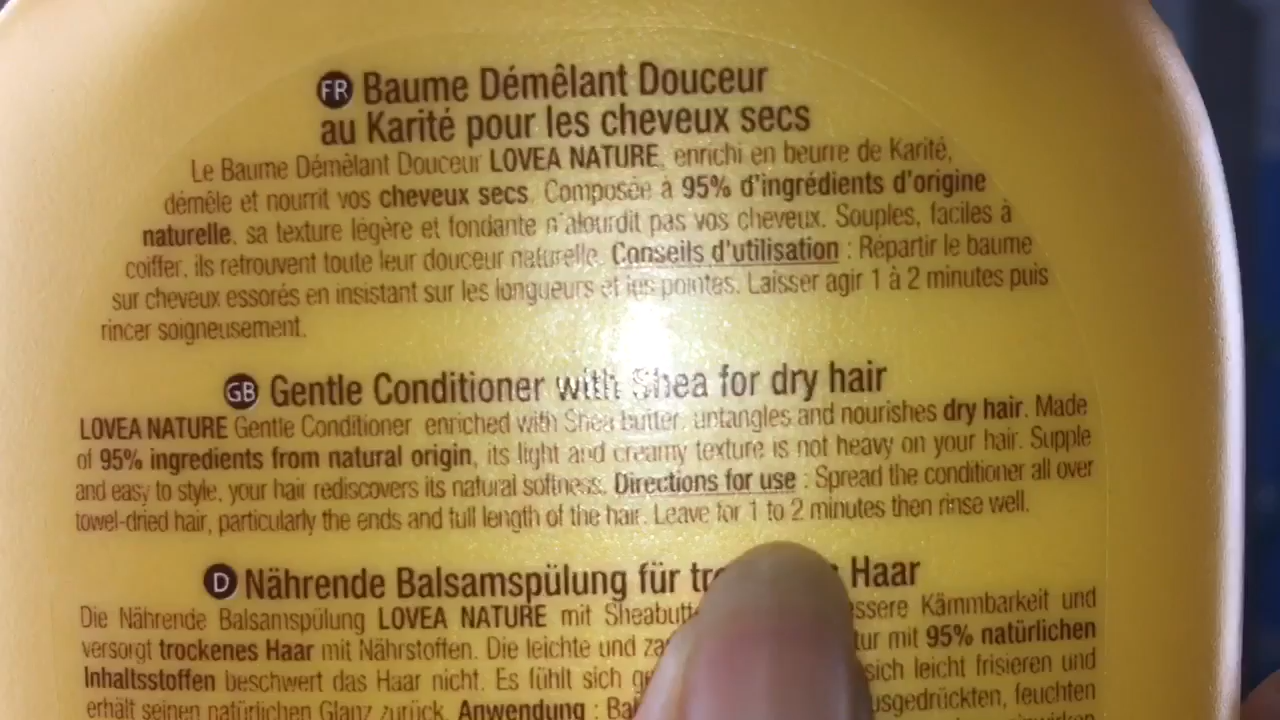 FR Baume Démêlant Douceur
au Karité pour les cheveux secs
Le Baume Démêlant Douceur LOVEA NATURE, enrichi en beurre de Karité,
démêle et nourrit vos cheveux secs. Composée à 95% d'ingrédients d'origine
naturelle, sa texture légère et fondante n'alourdit pas vos cheveux. Souples, faciles à
coiffer, ils retrouvent toute leur douceur naturelle. Conseils d'utilisation : Répartir le baume
sur cheveux essorés en insistant sur les longueurs et les pointes. Laisser agir 1 à 2 minutes puis
rincer soigneusement.
GB Gentle Conditioner with Shea for dry hair
LOVEA NATURE Gentle Conditioner enriched with Shea butter, untangles and nourishes dry hair. Made
of 95% ingredients from natural origin, its light and creamy texture is not heavy on your hair. Supple
and easy to style, your hair rediscovers its natural softness. Directions for use : Spread the conditioner all over
towel-dried hair, particularly the ends and full length of the hair. Leave for 1 to 2 minutes then rinse well.
D Nährende Balsamspülung für Haar
Die Nährende Balsamspülung LOVEA NATURE mit Kämmbarkeit und
versorgt trockenes Haar mit Nährstoffen. Die leichte und mit 95% natürlichen
Inhaltsstoffen beschwert das Haar nicht. Es fühlt sich sich leicht frisieren und
erhält seinen natürlichen Glanz zurück. Anwendung : feuchten